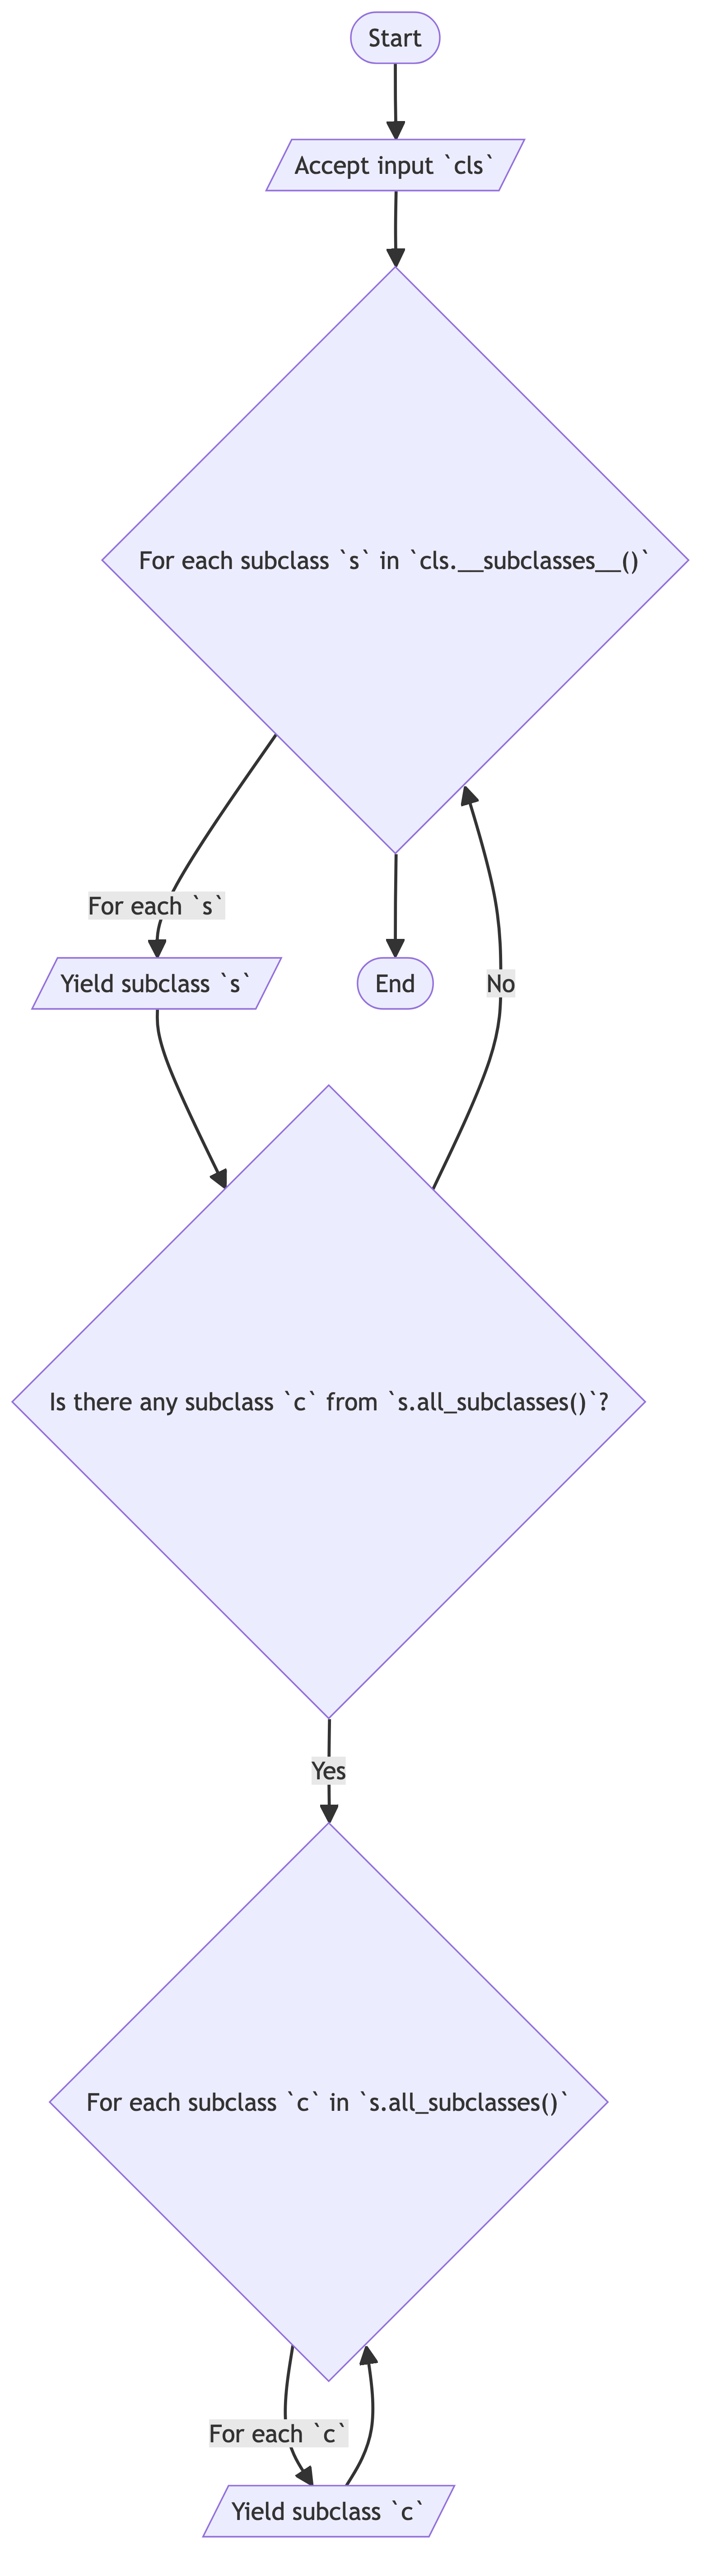 Start
Accept input `cls`
For each subclass `s` in `cls.__subclasses__()`
For each `s`
Yield subclass `s`
End
No
Is there any subclass `c` from `s.all_subclasses()`?
Yes
For each subclass `c` in `s.all_subclasses()`
For each `c`
Yield subclass `c`